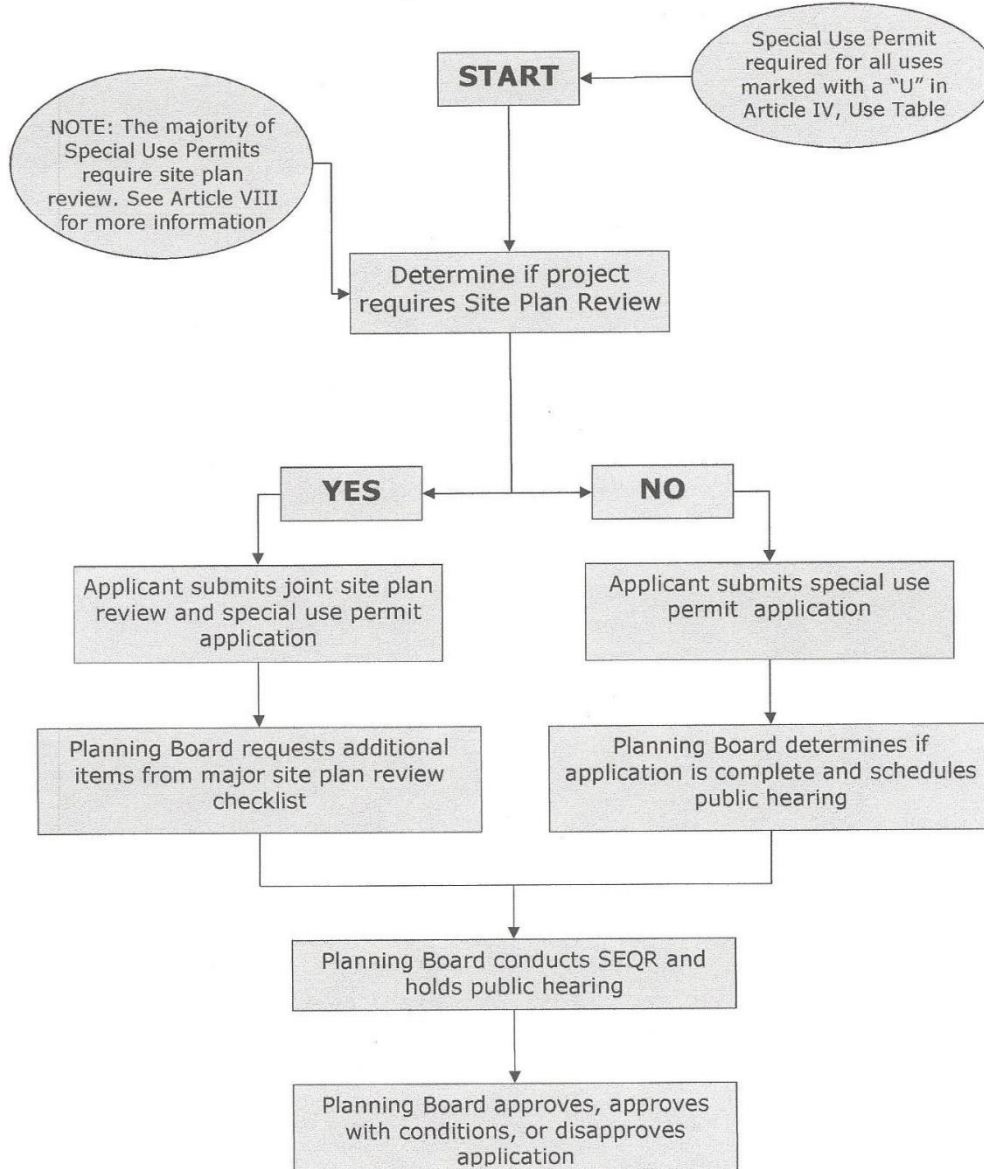 START
Special Use Permit
required for all uses
marked with a “U” in
Article IV, Use Table
NOTE: The majority of
Special Use Permits
require site plan
review. See Article VIII
for more information
Determine if project
requires Site Plan Review
YES
NO
Applicant submits joint site plan
review and special use permit
application
Applicant submits special use
permit application
Planning Board requests additional
items from major site plan review
checklist
Planning Board determines if
application is complete and schedules
public hearing
Planning Board conducts SEQR and
holds public hearing
Planning Board approves, approves
with conditions, or disapproves
application